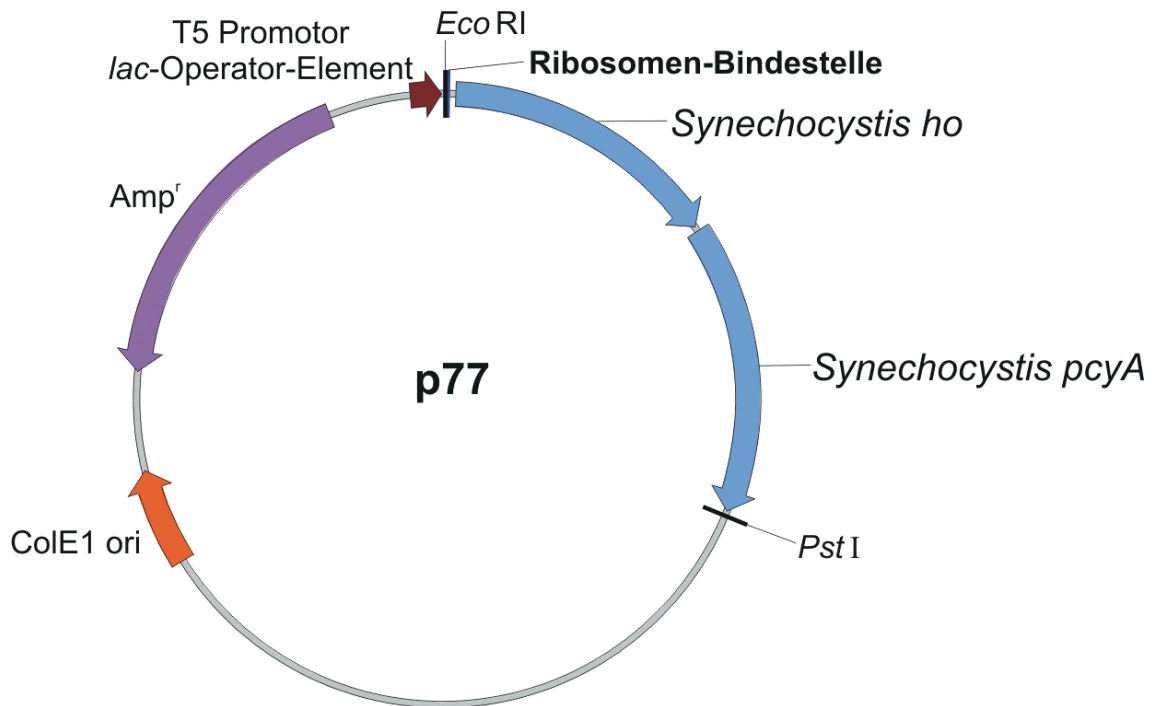 T5 Promotor
lac-Operator-Element
Eco RI
Ribosomen-Bindestelle
Synechocystis ho
Ampʳ
p77
Synechocystis pcyA
ColE1 ori
Pst I